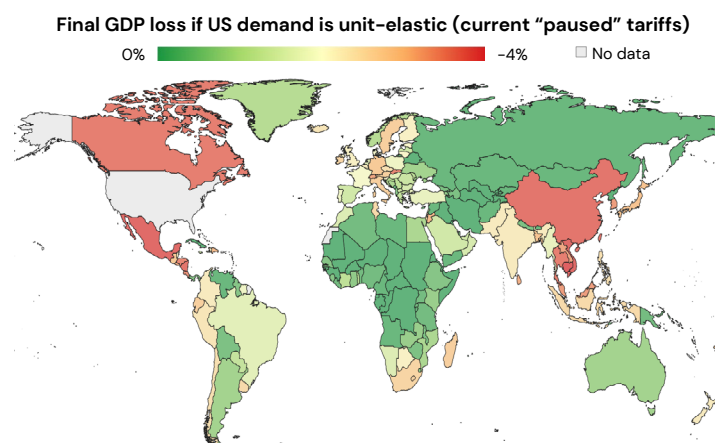 Final GDP loss if US demand is unit-elastic (current “paused” tariffs)
0% -4% No data